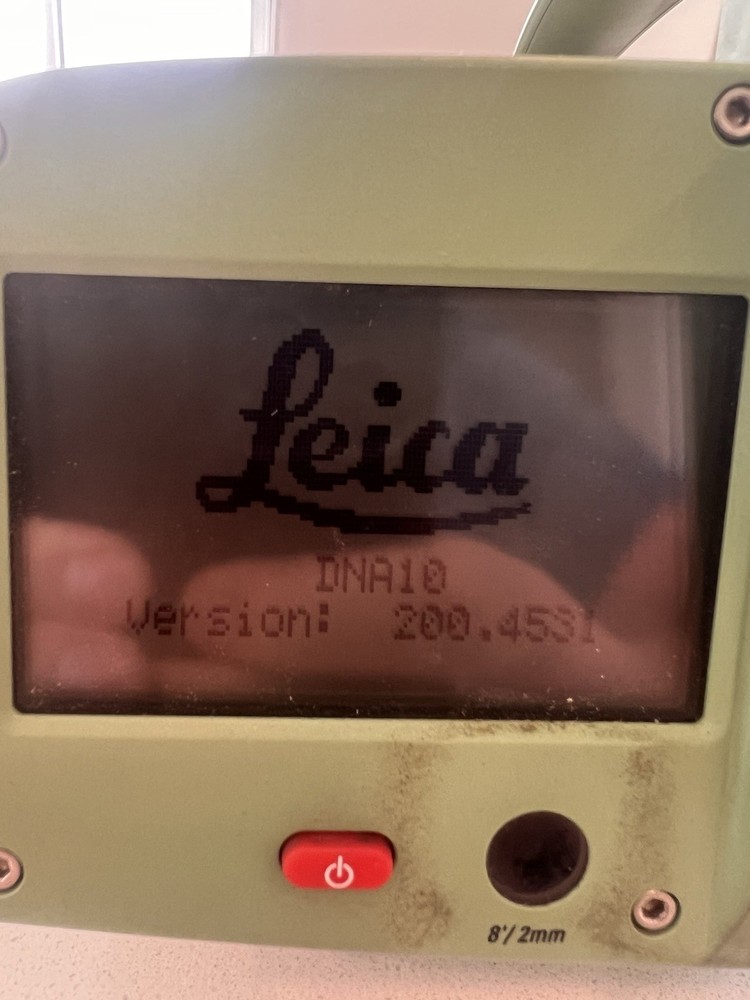 Leica
DNA10
Version: 200.4531
8'/2mm